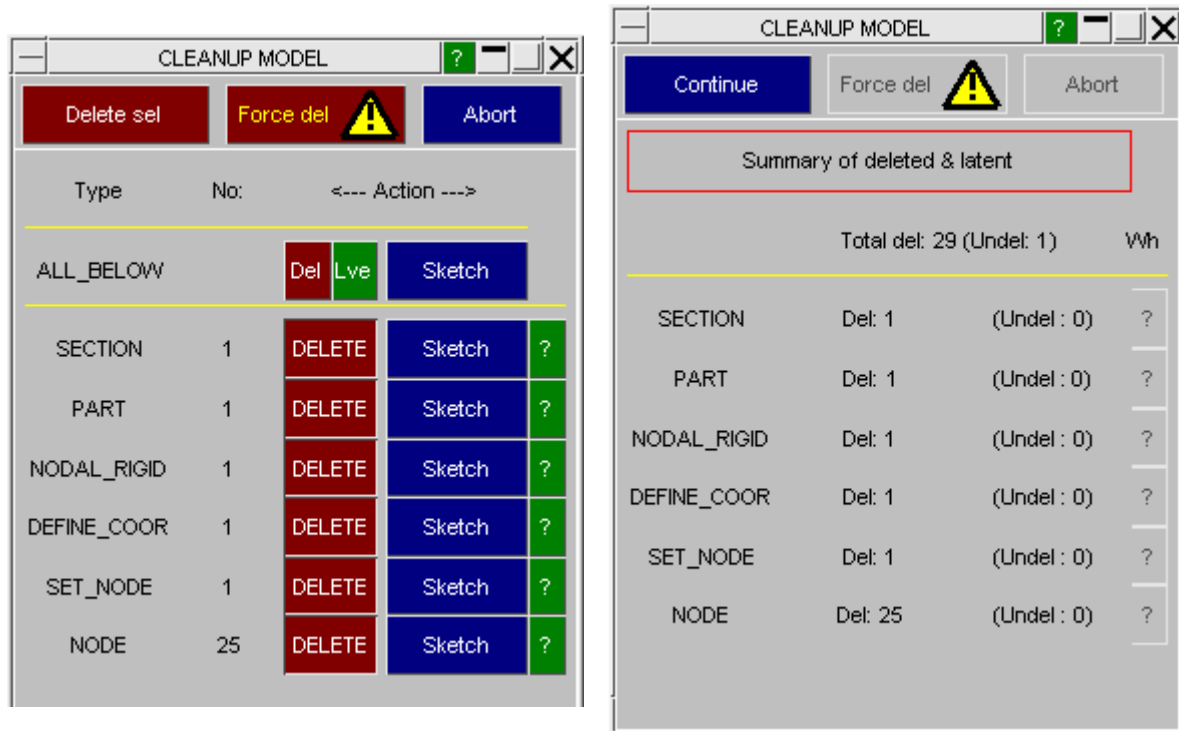 CLEANUP MODEL ?
Delete sel Force del Abort
Type No: <--- Action --->
ALL_BELOW Del Lve Sketch
SECTION 1 DELETE Sketch ?
PART 1 DELETE Sketch ?
NODAL_RIGID 1 DELETE Sketch ?
DEFINE_COOR 1 DELETE Sketch ?
SET_NODE 1 DELETE Sketch ?
NODE 25 DELETE Sketch ?
CLEANUP MODEL ?
Continue Force del Abort
Summary of deleted & latent
Total del: 29 (Undel: 1) Wh
SECTION Del: 1 (Undel : 0) ?
PART Del: 1 (Undel : 0) ?
NODAL_RIGID Del: 1 (Undel : 0) ?
DEFINE_COOR Del: 1 (Undel : 0) ?
SET_NODE Del: 1 (Undel : 0) ?
NODE Del: 25 (Undel : 0) ?